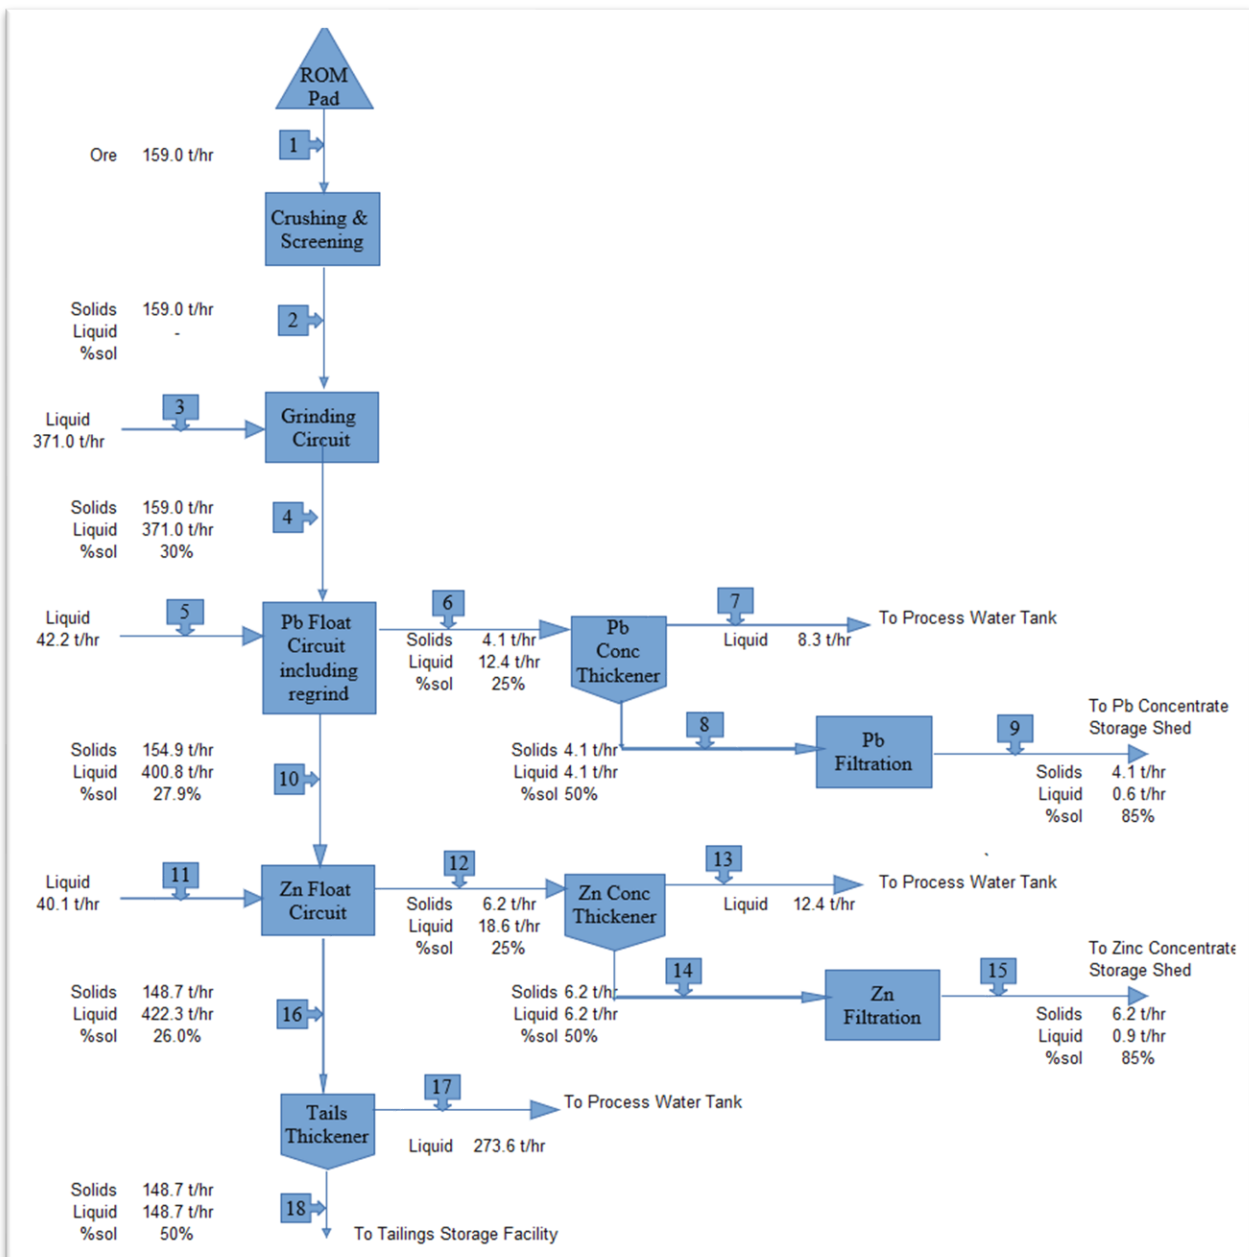 ROM
Pad
1
Ore 159.0 t/hr
Crushing &
Screening
Solids 159.0 t/hr
Liquid -
%sol
2
3
Liquid
371.0 t/hr
Grinding
Circuit
Solids 159.0 t/hr
Liquid 371.0 t/hr
%sol 30%
4
5
Liquid
42.2 t/hr
Pb Float
Circuit
including
regrind
6
Solids 4.1 t/hr
Liquid 12.4 t/hr
%sol 25%
Pb
Conc
Thickener
7
Liquid 8.3 t/hr
To Process Water Tank
8
Solids 4.1 t/hr
Liquid 4.1 t/hr
%sol 50%
Pb
Filtration
9
To Pb Concentrate
Storage Shed
Solids 4.1 t/hr
Liquid 0.6 t/hr
%sol 85%
Solids 154.9 t/hr
Liquid 400.8 t/hr
%sol 27.9%
10
11
Liquid
40.1 t/hr
Zn Float
Circuit
12
Solids 6.2 t/hr
Liquid 18.6 t/hr
%sol 25%
Zn Conc
Thickener
13
Liquid 12.4 t/hr
To Process Water Tank
14
Solids 6.2 t/hr
Liquid 6.2 t/hr
%sol 50%
Zn
Filtration
15
To Zinc Concentrate
Storage Shed
Solids 6.2 t/hr
Liquid 0.9 t/hr
%sol 85%
Solids 148.7 t/hr
Liquid 422.3 t/hr
%sol 26.0%
16
Tails
Thickener
17
Liquid 273.6 t/hr
To Process Water Tank
Solids 148.7 t/hr
Liquid 148.7 t/hr
%sol 50%
18
To Tailings Storage Facility